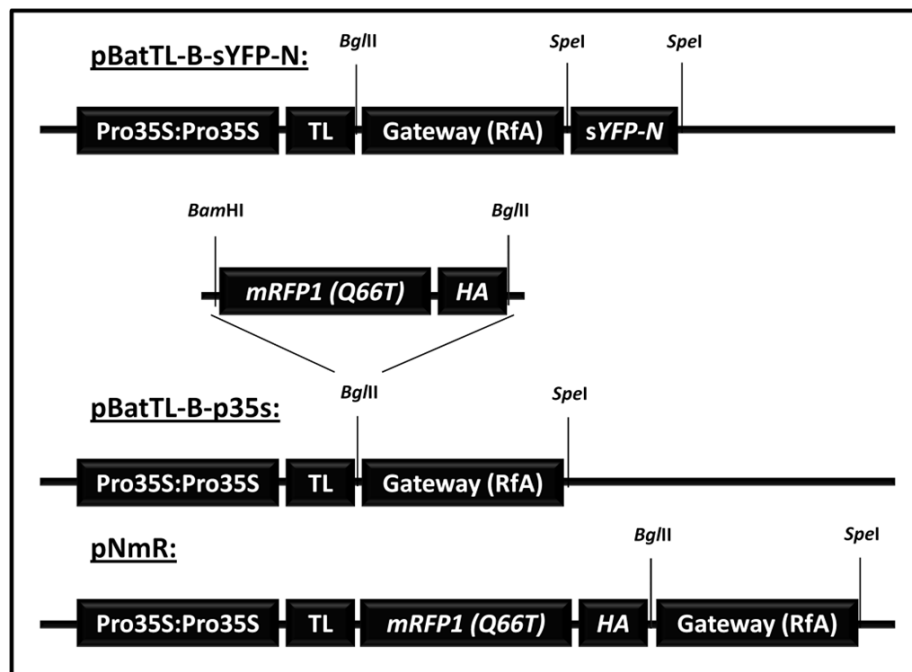 BglII SpeI SpeI
pBatTL-B-sYFP-N:
Pro35S:Pro35S TL Gateway (RfA) sYFP-N
BamHI BglII
mRFP1 (Q66T) HA
BglII SpeI
pBatTL-B-p35s:
Pro35S:Pro35S TL Gateway (RfA)
BglII SpeI
pNmR:
Pro35S:Pro35S TL mRFP1 (Q66T) HA Gateway (RfA)